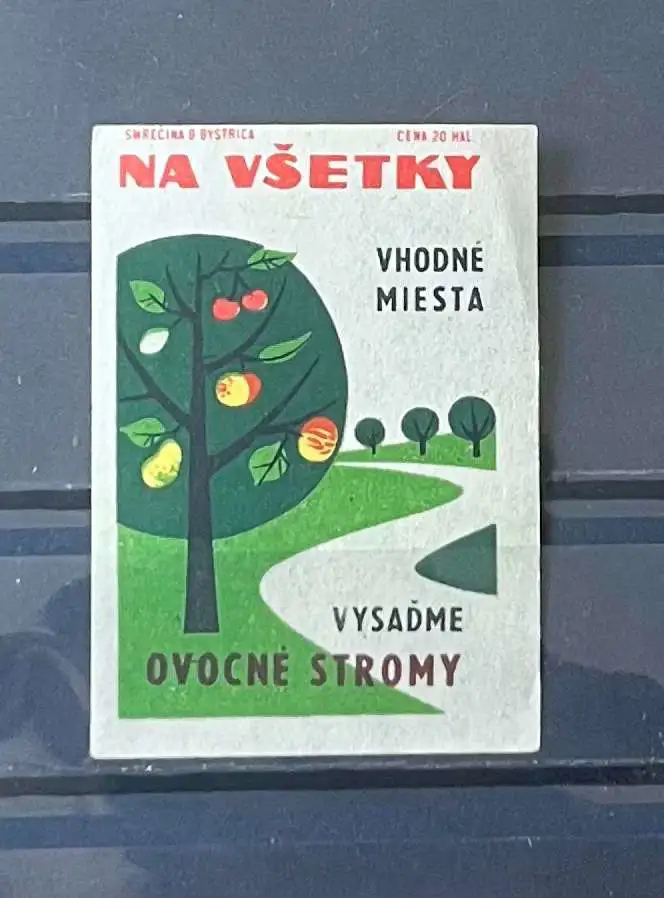 SMREČINA B BYSTRICA CENA 20 HAL
NA VŠETKY
VHODNÉ
MIESTA
VYSAĎME
OVOCNÉ STROMY